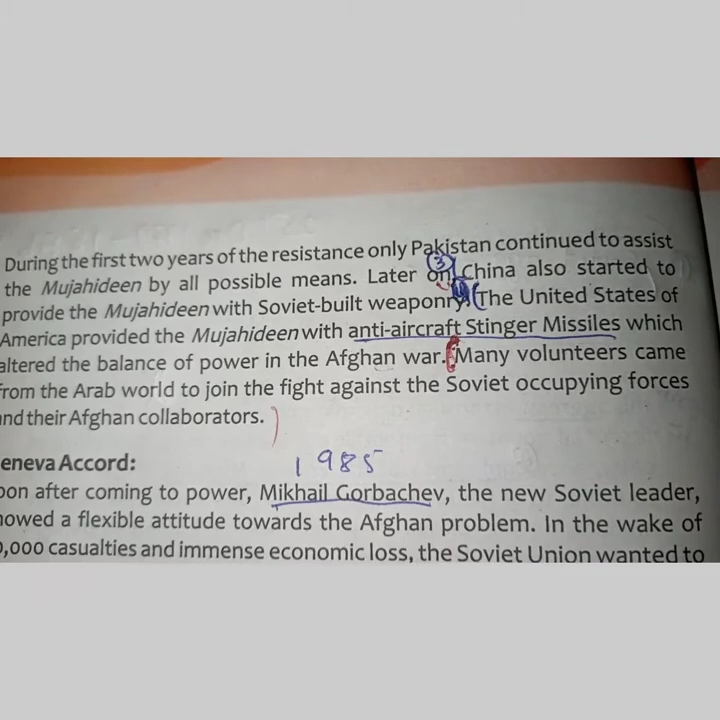 During the first two years of the resistance only Pakistan continued to assist
3
the Mujahideen by all possible means. Later on, China also started to
provide the Mujahideen with Soviet-built weaponry. The United States of
America provided the Mujahideen with anti-aircraft Stinger Missiles which
altered the balance of power in the Afghan war. Many volunteers came
from the Arab world to join the fight against the Soviet occupying forces
and their Afghan collaborators.
1985
eneva Accord:
oon after coming to power, Mikhail Gorbachev, the new Soviet leader,
howed a flexible attitude towards the Afghan problem. In the wake of
0,000 casualties and immense economic loss, the Soviet Union wanted to